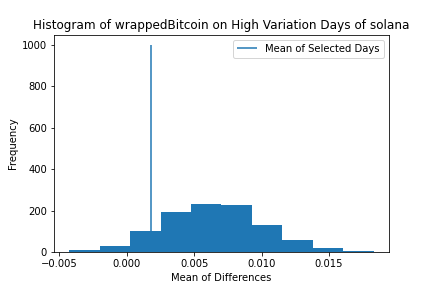 Histogram of wrappedBitcoin on High Variation Days of solana
Mean of Selected Days
Frequency
1000
800
600
400
200
0
−0.005 0.000 0.005 0.010 0.015
Mean of Differences